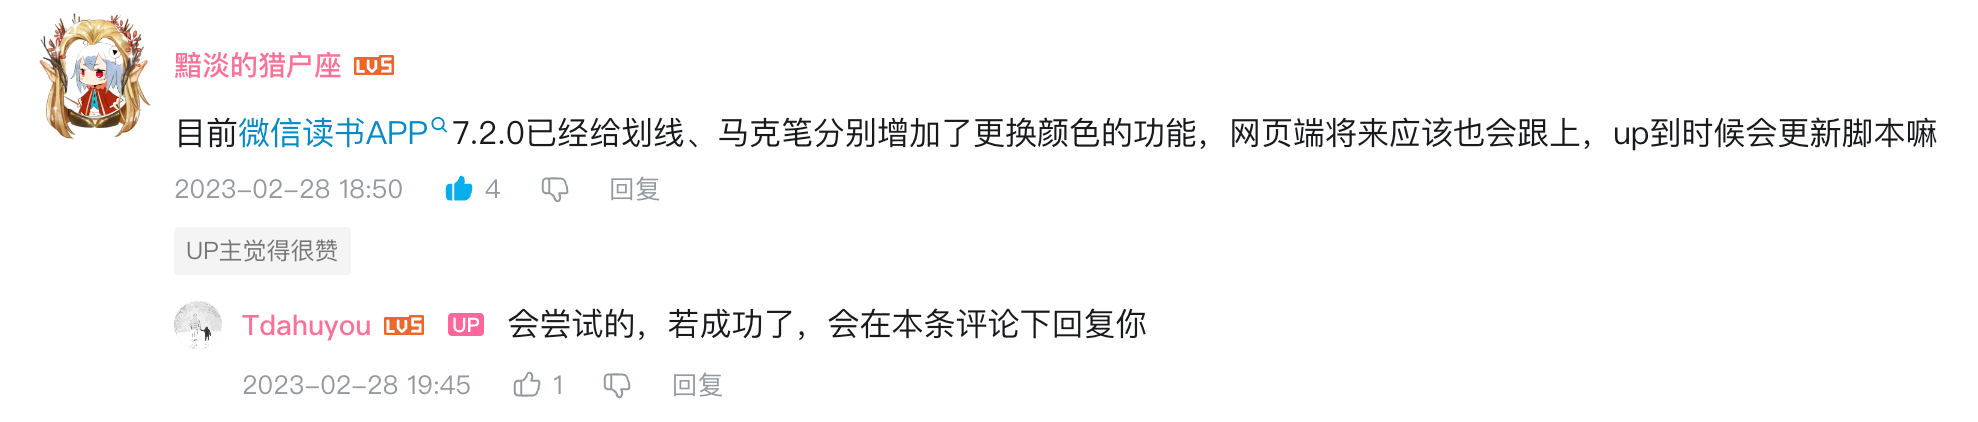 黯淡的猎户座 LV5
目前微信读书APP7.2.0已经给划线、马克笔分别增加了更换颜色的功能，网页端将来应该也会跟上，up到时候会更新脚本嘛
2023-02-28 18:50 4 回复
UP主觉得很赞
Tdahuyou LV5 UP 会尝试的，若成功了，会在本条评论下回复你
2023-02-28 19:45 1 回复